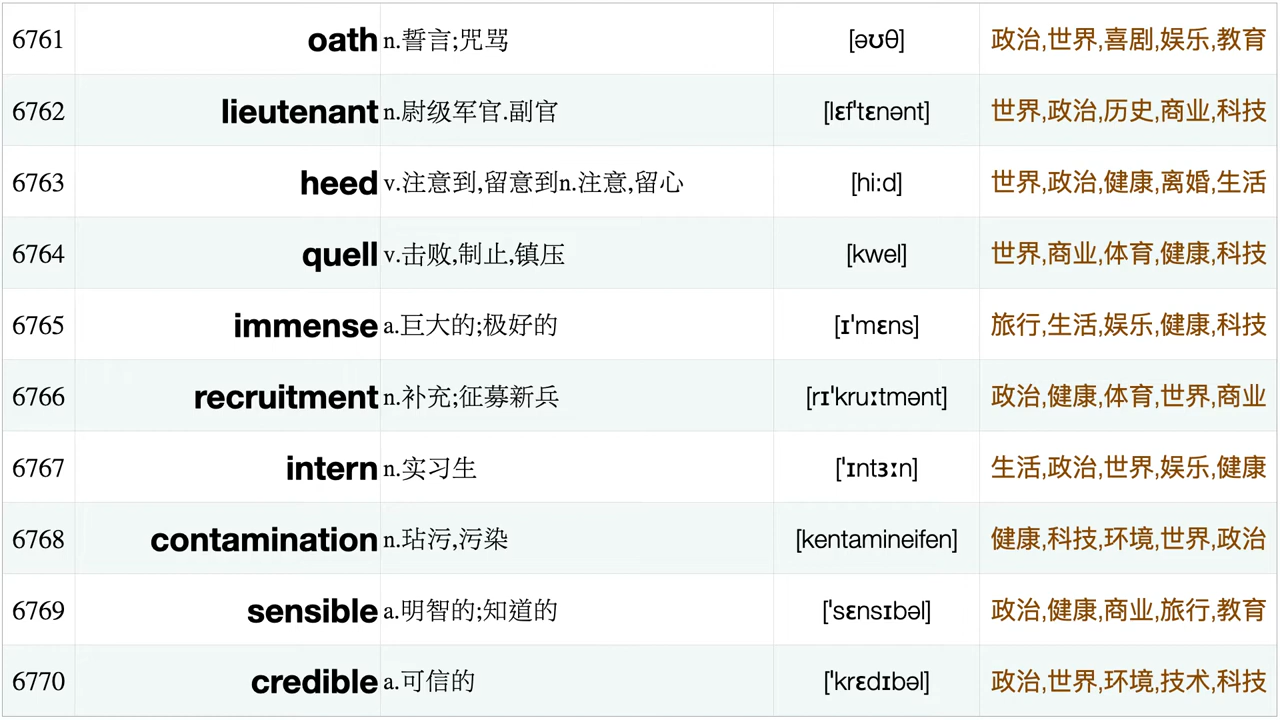 6761 oath n.誓言;咒骂 [əʊθ] 政治,世界,喜剧,娱乐,教育
6762 lieutenant n.尉级军官.副官 [lɛfˈtɛnənt] 世界,政治,历史,商业,科技
6763 heed v.注意到,留意到n.注意,留心 [hi:d] 世界,政治,健康,离婚,生活
6764 quell v.击败,制止,镇压 [kwel] 世界,商业,体育,健康,科技
6765 immense a.巨大的;极好的 [ɪˈmɛns] 旅行,生活,娱乐,健康,科技
6766 recruitment n.补充;征募新兵 [rɪˈkruːtmənt] 政治,健康,体育,世界,商业
6767 intern n.实习生 [ˈɪntɜːn] 生活,政治,世界,娱乐,健康
6768 contamination n.玷污,污染 [kentamineifen] 健康,科技,环境,世界,政治
6769 sensible a.明智的;知道的 [ˈsɛnsɪbəl] 政治,健康,商业,旅行,教育
6770 credible a.可信的 [ˈkrɛdɪbəl] 政治,世界,环境,技术,科技